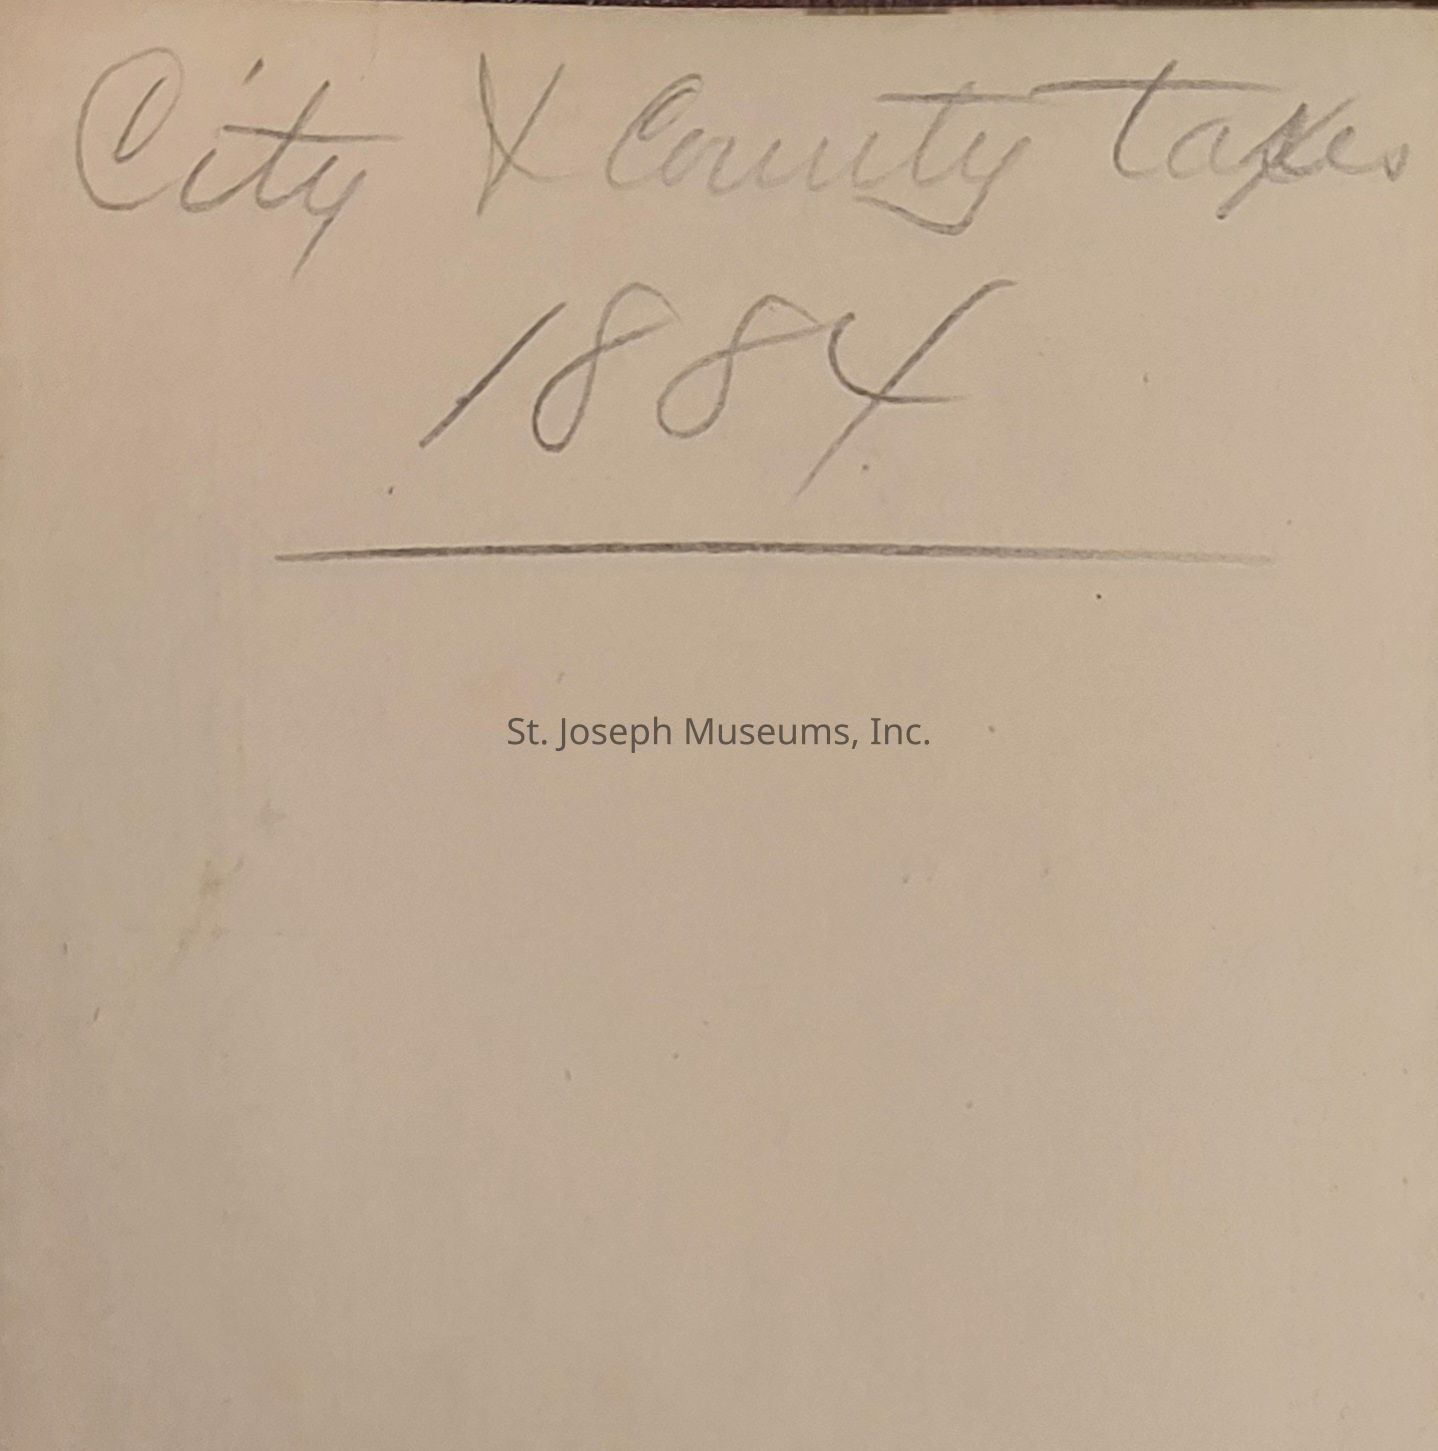 City & County Taxes
1884
St. Joseph Museums, Inc.